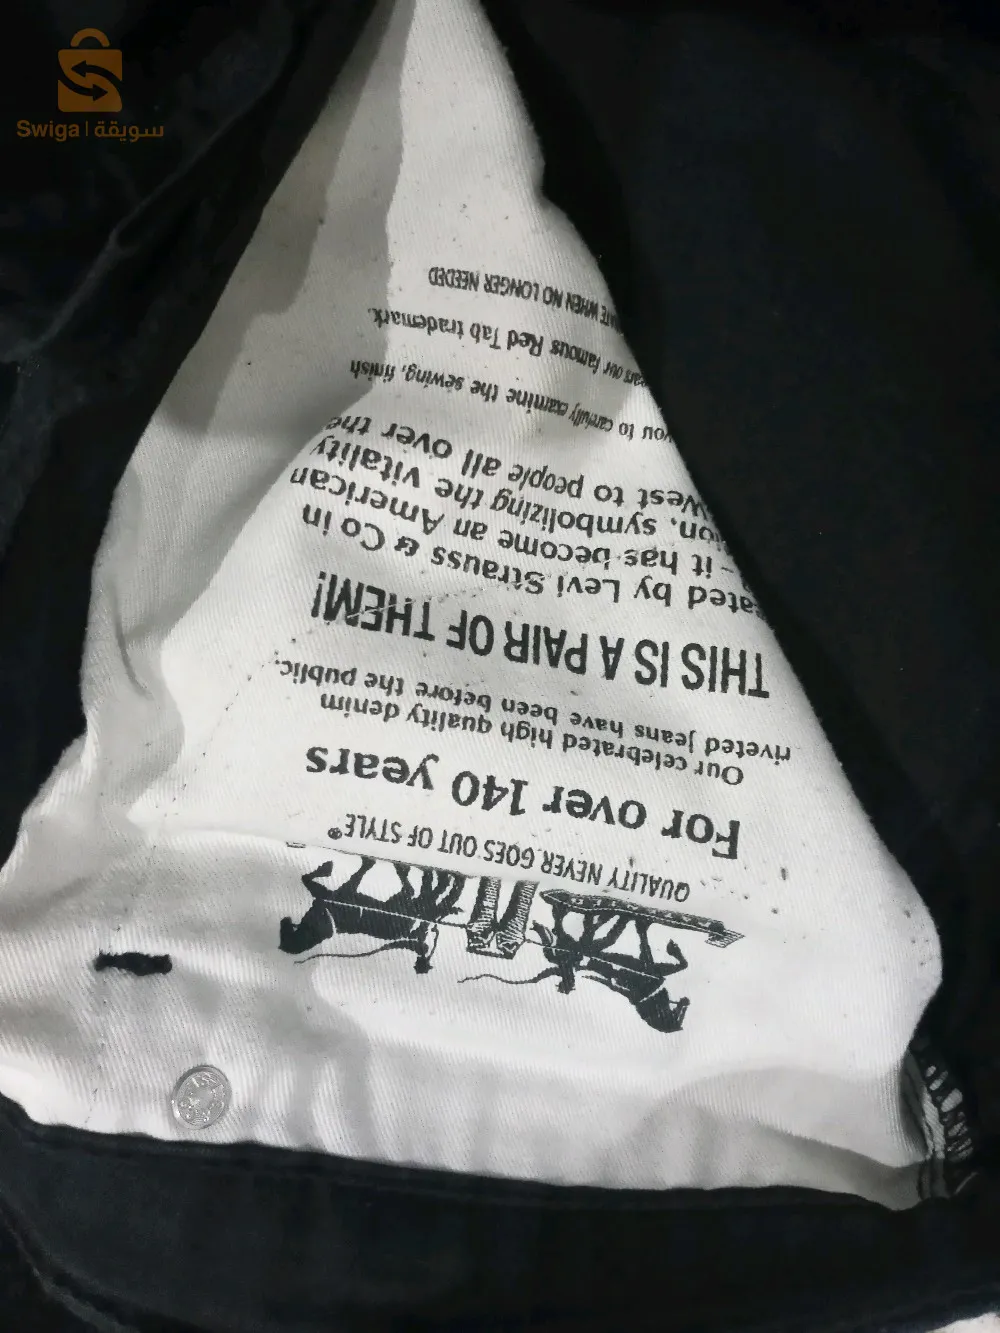 Swiga | سويقة
QUALITY NEVER GOES OUT OF STYLE®
For over 140 years
Our celebrated high quality denim
riveted jeans have been before the public.
THIS IS A PAIR OF THEM!
ated by Levi Strauss & Co in
– it has become an American
ion, symbolizing the vitality
West to people all over the
you to carefully examine the sewing, finish
ears our famous Red Tab trademark.
ATE WHEN NO LONGER NEEDED